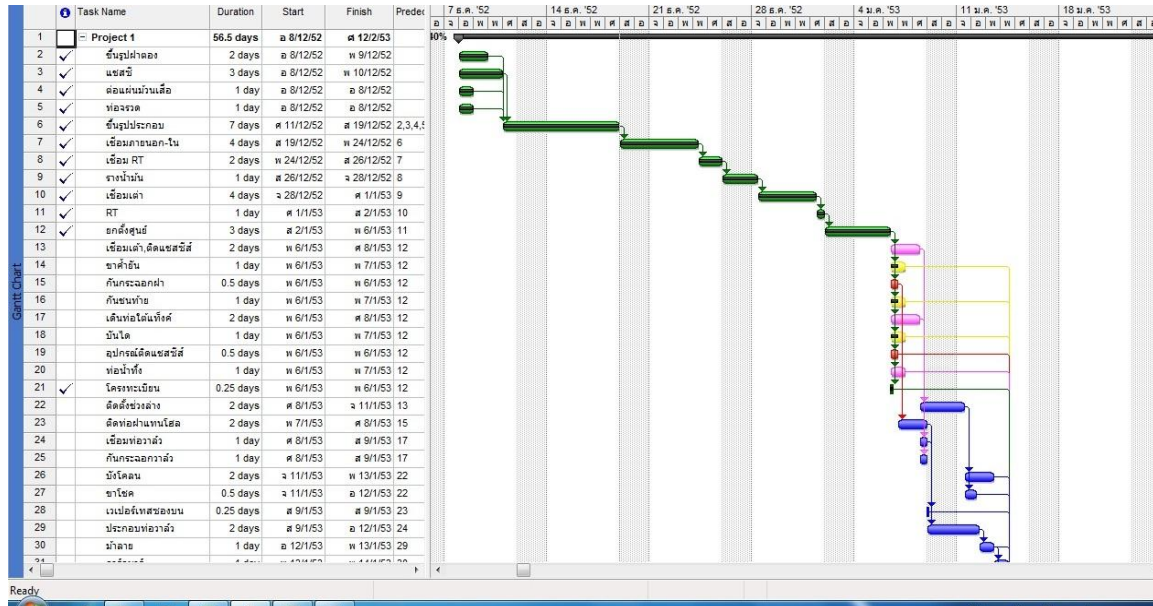 Task Name Duration Start Finish Predec
7 ธ.ค. '52 14 ธ.ค. '52 21 ธ.ค. '52 28 ธ.ค. '52 4 ม.ค. '53 11 ม.ค. '53 18 ม.ค. '53
1 Project 1 56.5 days อ 8/12/52 ศ 12/2/53
2 ขึ้นรูปฝาตอง 2 days อ 8/12/52 พ 9/12/52
3 แชสซี 3 days อ 8/12/52 พ 10/12/52
4 ต่อแผ่นม้วนเสื้อ 1 day อ 8/12/52 อ 8/12/52
5 ท่อจรวด 1 day อ 8/12/52 อ 8/12/52
6 ขึ้นรูปประกอบ 7 days ศ 11/12/52 ส 19/12/52 2,3,4,5
7 เชื่อมภายนอก-ใน 4 days ส 19/12/52 พ 24/12/52 6
8 เชื่อม RT 2 days พ 24/12/52 ส 26/12/52 7
9 รางน้ำมัน 1 day ส 26/12/52 จ 28/12/52 8
10 เชื่อมเต่า 4 days จ 28/12/52 ศ 1/1/53 9
11 RT 1 day ศ 1/1/53 ส 2/1/53 10
12 ยกตั้งศูนย์ 3 days ส 2/1/53 พ 6/1/53 11
13 เชื่อมเต้า,ติดแชสซีส์ 2 days พ 6/1/53 ศ 8/1/53 12
14 ขาค้ำยัน 1 day พ 6/1/53 พ 7/1/53 12
15 กันกระฉอกฝา 0.5 days พ 6/1/53 พ 6/1/53 12
16 กันชนท้าย 1 day พ 6/1/53 พ 7/1/53 12
17 เดินท่อใต้แท็งค์ 2 days พ 6/1/53 ศ 8/1/53 12
18 บันได 1 day พ 6/1/53 พ 7/1/53 12
19 อุปกรณ์ติดแชสซีส์ 0.5 days พ 6/1/53 พ 6/1/53 12
20 ท่อน้ำทิ้ง 1 day พ 6/1/53 พ 7/1/53 12
21 โครงทะเบียน 0.25 days พ 6/1/53 พ 6/1/53 12
22 ติดตั้งช่วงล่าง 2 days ศ 8/1/53 จ 11/1/53 13
23 ติดท่อฝาแทนโฮล 2 days พ 7/1/53 ศ 8/1/53 15
24 เชื่อมท่อวาล์ว 1 day ศ 8/1/53 ส 9/1/53 17
25 กันกระฉอกวาล์ว 1 day ศ 8/1/53 ส 9/1/53 17
26 บังโคลน 2 days จ 11/1/53 พ 13/1/53 22
27 ขาโชค 0.5 days จ 11/1/53 อ 12/1/53 22
28 เวเปอร์เทสช่องบน 0.25 days ส 9/1/53 ส 9/1/53 23
29 ประกอบท่อวาล์ว 2 days ส 9/1/53 อ 12/1/53 24
30 ม้าลาย 1 day อ 12/1/53 พ 13/1/53 29
Gantt Chart
Ready